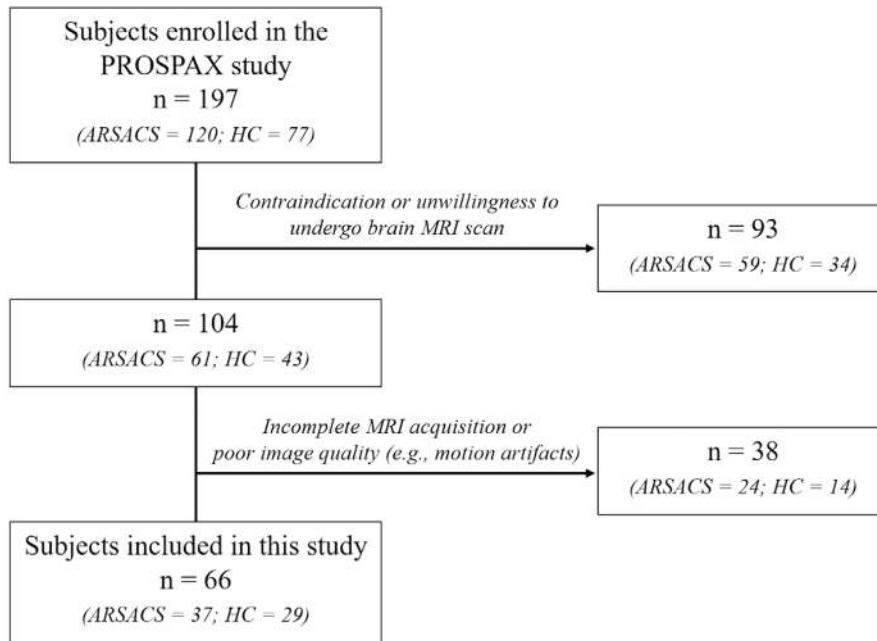 Subjects enrolled in the
PROSPAX study
n = 197
(ARSACS = 120; HC = 77)
Contraindication or unwillingness to
undergo brain MRI scan
n = 93
(ARSACS = 59; HC = 34)
n = 104
(ARSACS = 61; HC = 43)
Incomplete MRI acquisition or
poor image quality (e.g., motion artifacts)
n = 38
(ARSACS = 24; HC = 14)
Subjects included in this study
n = 66
(ARSACS = 37; HC = 29)